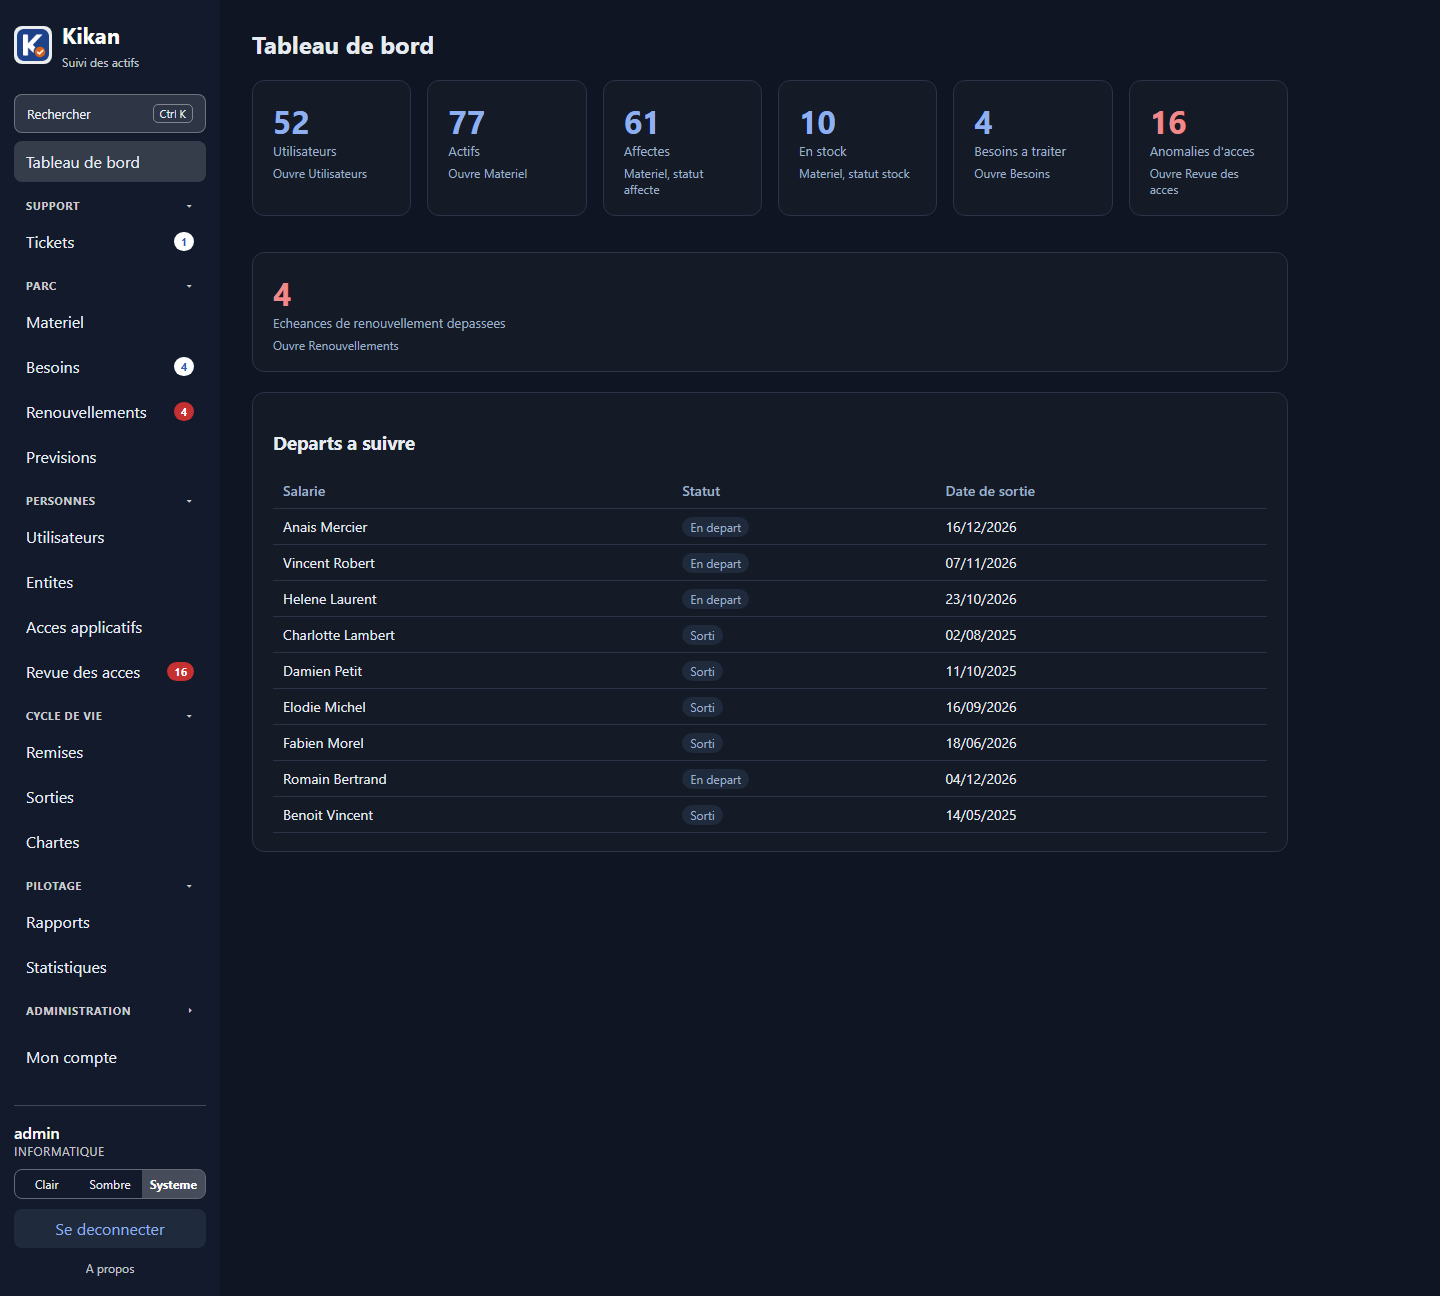 Kikan
Suivi des actifs
Rechercher Ctrl K
Tableau de bord
SUPPORT
Tickets 1
PARC
Materiel
Besoins 4
Renouvellements 4
Previsions
PERSONNES
Utilisateurs
Entites
Acces applicatifs
Revue des acces 16
CYCLE DE VIE
Remises
Sorties
Chartes
PILOTAGE
Rapports
Statistiques
ADMINISTRATION
Mon compte
admin
INFORMATIQUE
Clair Sombre Systeme
Se deconnecter
A propos
Tableau de bord
52
Utilisateurs
Ouvre Utilisateurs
77
Actifs
Ouvre Materiel
61
Affectes
Materiel, statut
affecte
10
En stock
Materiel, statut stock
4
Besoins a traiter
Ouvre Besoins
16
Anomalies d'acces
Ouvre Revue des
acces
4
Echeances de renouvellement depassees
Ouvre Renouvellements
Departs a suivre
Salarie Statut Date de sortie
Anais Mercier En depart 16/12/2026
Vincent Robert En depart 07/11/2026
Helene Laurent En depart 23/10/2026
Charlotte Lambert Sorti 02/08/2025
Damien Petit Sorti 11/10/2025
Elodie Michel Sorti 16/09/2026
Fabien Morel Sorti 18/06/2026
Romain Bertrand En depart 04/12/2026
Benoit Vincent Sorti 14/05/2025